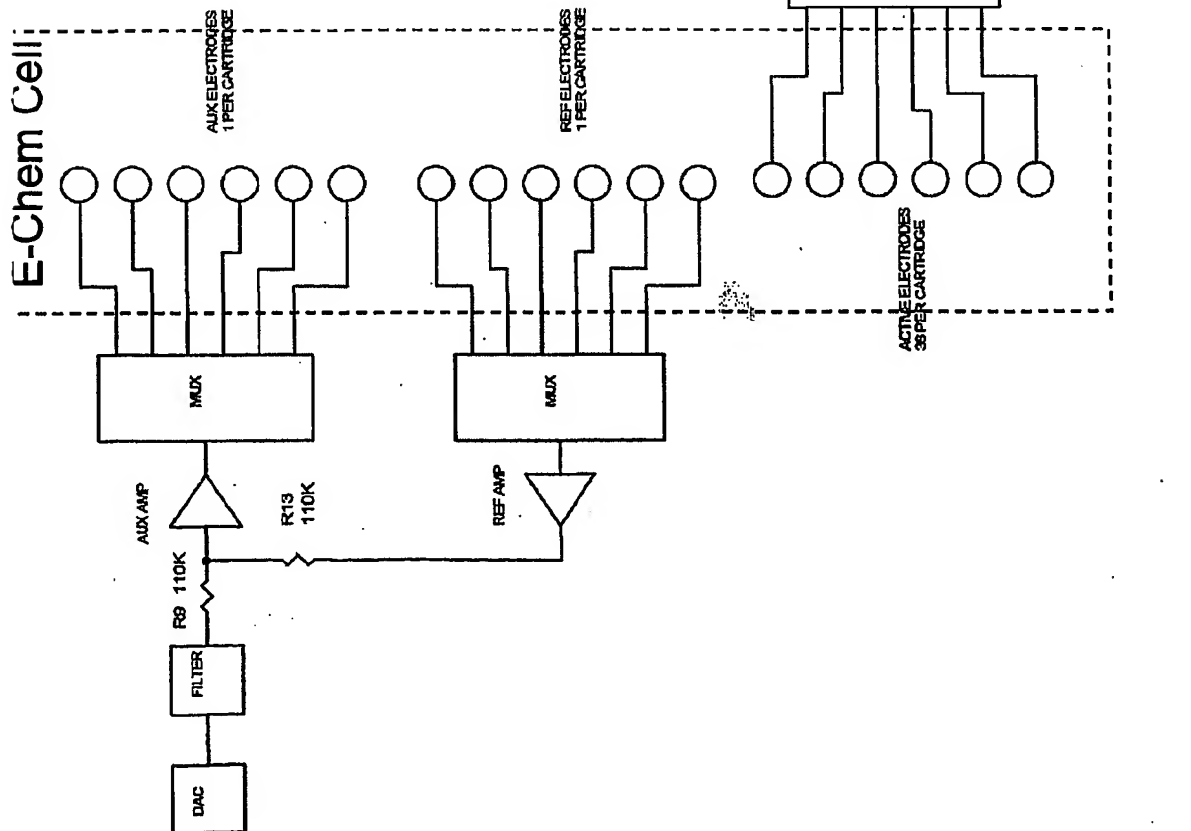 E-Chem Cell
AUX ELECTRODES
1 PER CARTRIDGE
REF ELECTRODES
1 PER CARTRIDGE
ACTIVE ELECTRODES
36 PER CARTRIDGE
MUX
MUX
AUX AMP
R13
110K
REF AMP
R9 110K
FILTER
DAC